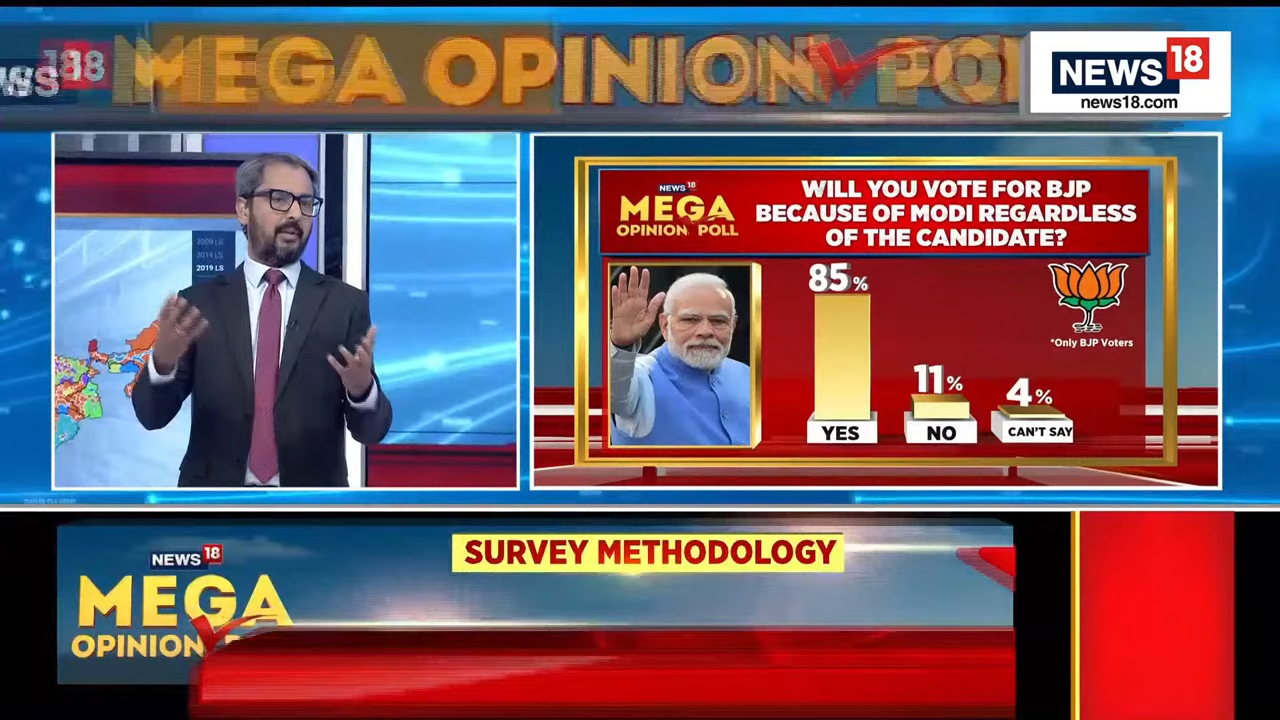 MEGA OPINION
NEWS18
news18.com
2009 LS
2014 LS
2019 LS
NEWS18
MEGA
OPINION POLL
WILL YOU VOTE FOR BJP
BECAUSE OF MODI REGARDLESS
OF THE CANDIDATE?
85%
11%
4%
*Only BJP Voters
YES
NO
CAN'T SAY
NEWS18
MEGA
OPINION
SURVEY METHODOLOGY